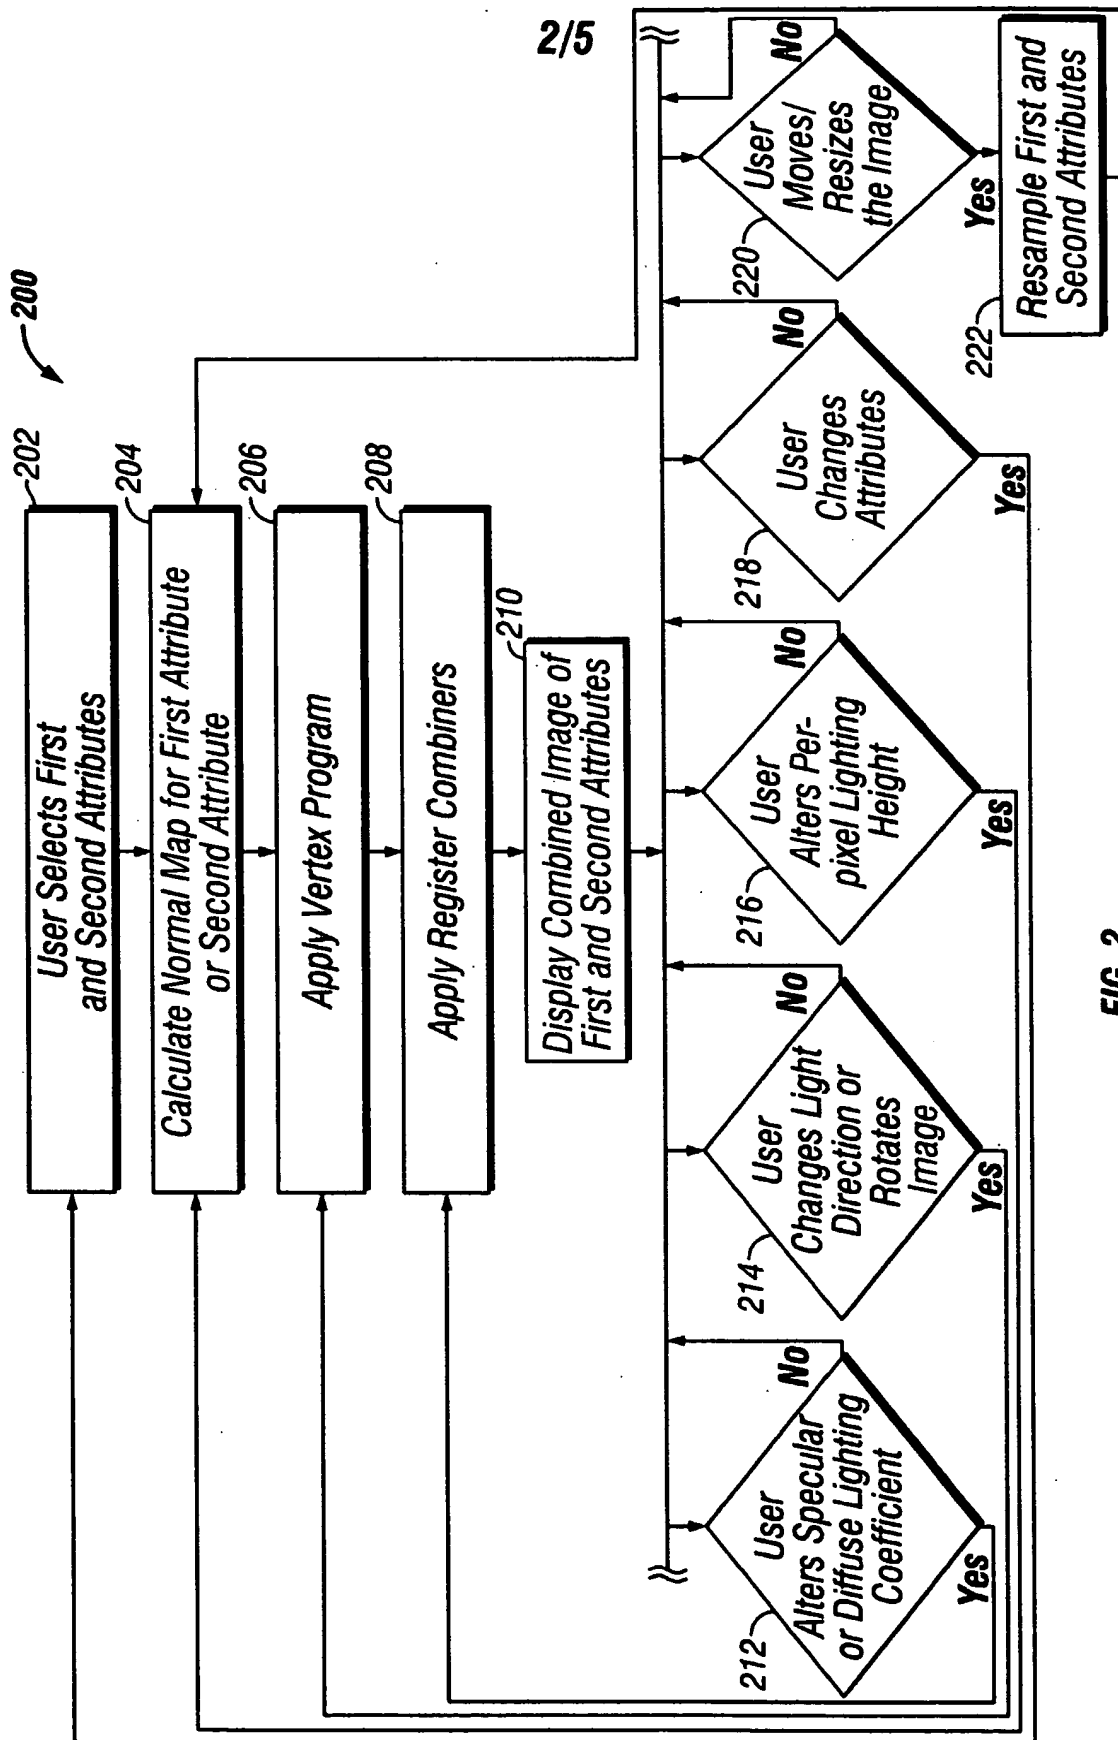 2/5
200
202
User Selects First
and Second Attributes
204
Calculate Normal Map for First Attribute
or Second Attribute
206
Apply Vertex Program
208
Apply Register Combiners
210
Display Combined Image of
First and Second Attributes
212
User
Alters Specular
or Diffuse Lighting
Coefficient
No
Yes
214
User
Changes Light
Direction or
Rotates
Image
No
Yes
216
User
Alters Per-
pixel Lighting
Height
No
Yes
218
User
Changes
Attributes
No
Yes
220
User
Moves/
Resizes
the Image
No
Yes
222
Resample First and
Second Attributes
FIG. 2